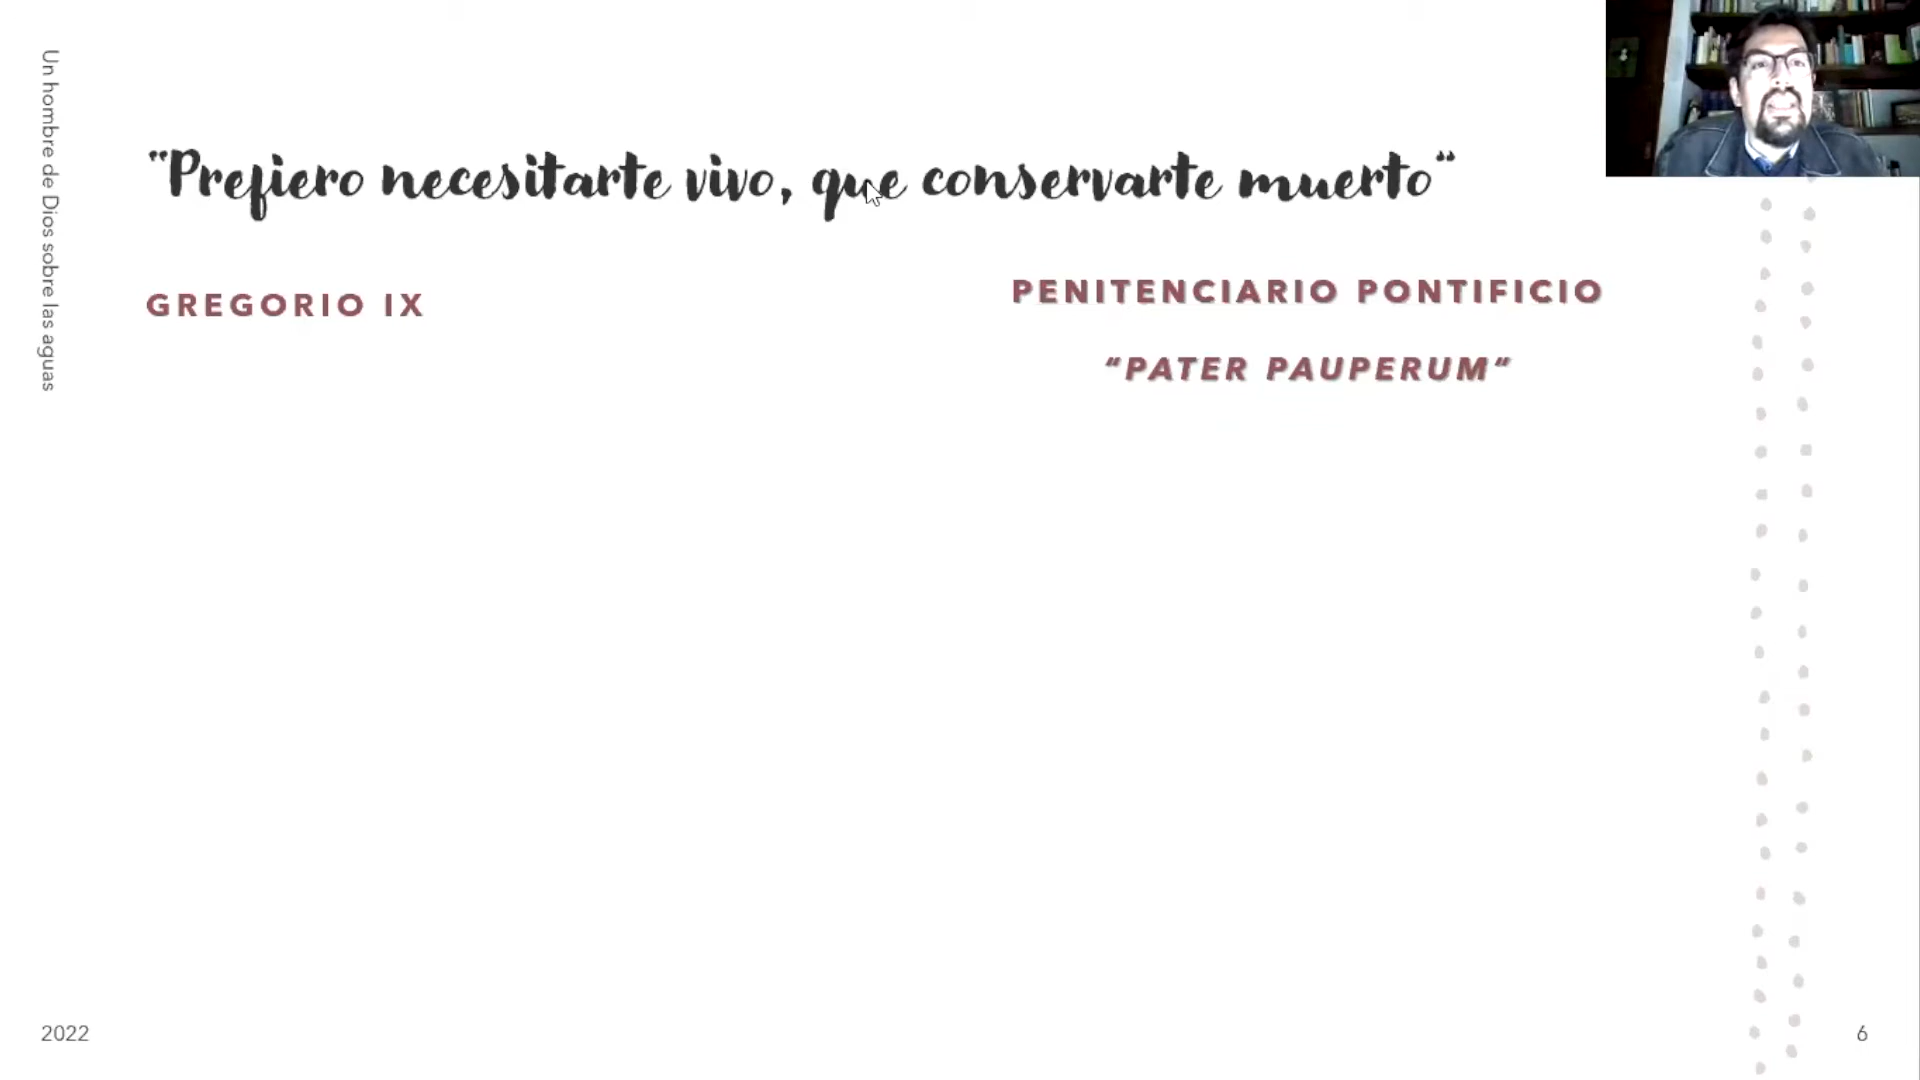 Un hombre de Dios sobre las aguas
"Prefiero necesitarte vivo, que conservarte muerto"
GREGORIO IX
PENITENCIARIO PONTIFICIO
"PATER PAUPERUM"
2022
6